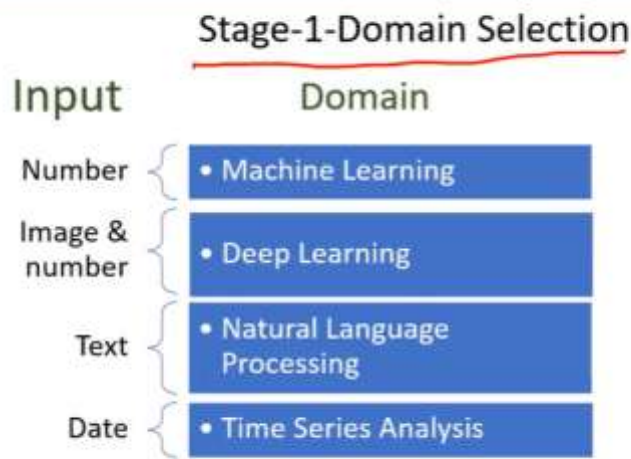 Stage-1-Domain Selection
Input Domain
Number
• Machine Learning
Image &
number
• Deep Learning
Text
• Natural Language
Processing
Date
• Time Series Analysis